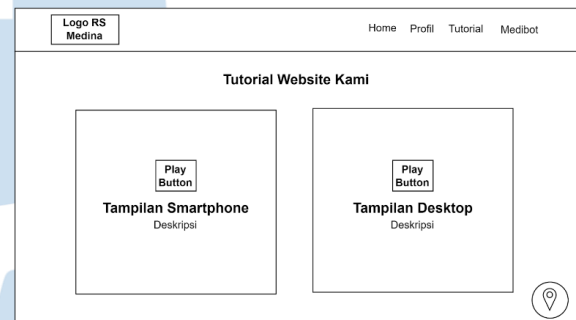 Logo RS
Medina
Home Profil Tutorial Medibot
Tutorial Website Kami
Play
Button
Tampilan Smartphone
Deskripsi
Play
Button
Tampilan Desktop
Deskripsi